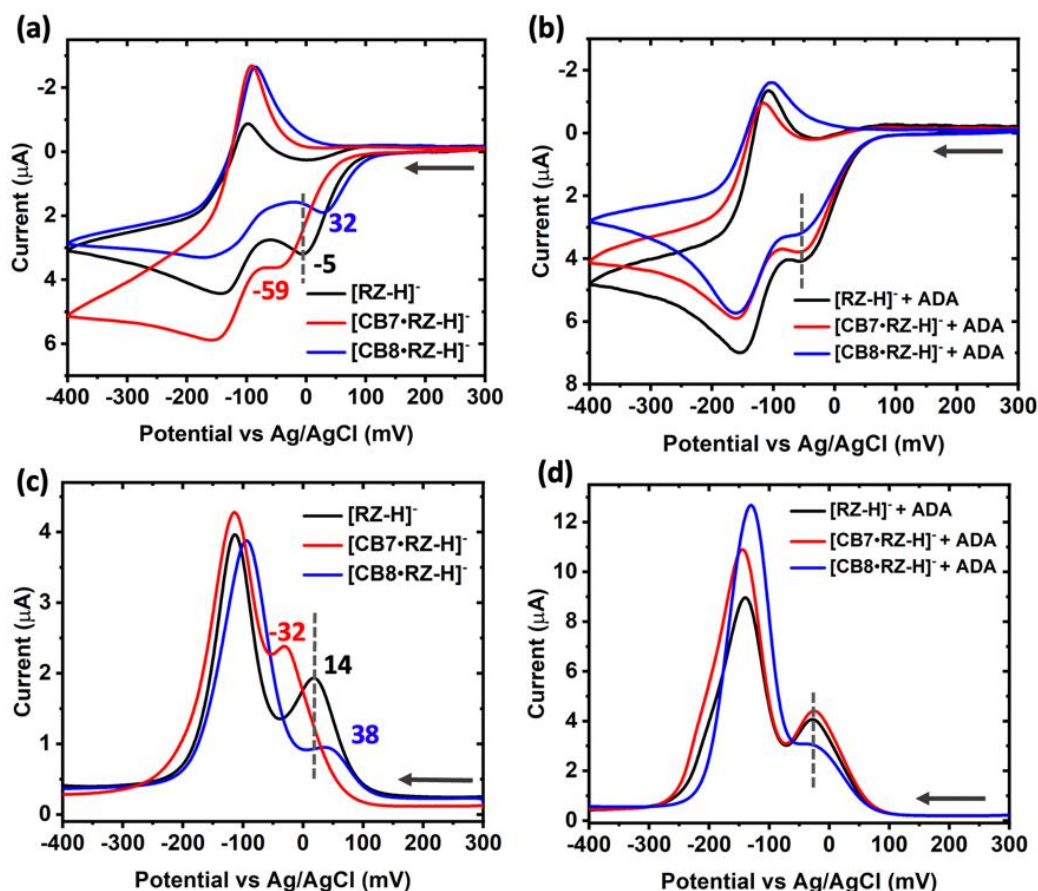 (a)
-2
0
2
4
6
Current (μA)
32
-5
-59
[RZ-H]⁻
[CB7•RZ-H]⁻
[CB8•RZ-H]⁻
-400 -300 -200 -100 0 100 200 300
Potential vs Ag/AgCl (mV)
(b)
-2
0
2
4
6
8
Current (μA)
[RZ-H]⁻ + ADA
[CB7•RZ-H]⁻ + ADA
[CB8•RZ-H]⁻ + ADA
-400 -300 -200 -100 0 100 200 300
Potential vs Ag/AgCl (mV)
(c)
4
3
2
1
0
Current (μA)
[RZ-H]⁻
[CB7•RZ-H]⁻
[CB8•RZ-H]⁻
-32
14
38
-400 -300 -200 -100 0 100 200 300
Potential vs Ag/AgCl (mV)
(d)
12
10
8
6
4
2
0
Current (μA)
[RZ-H]⁻ + ADA
[CB7•RZ-H]⁻ + ADA
[CB8•RZ-H]⁻ + ADA
-400 -300 -200 -100 0 100 200 300
Potential vs Ag/AgCl (mV)